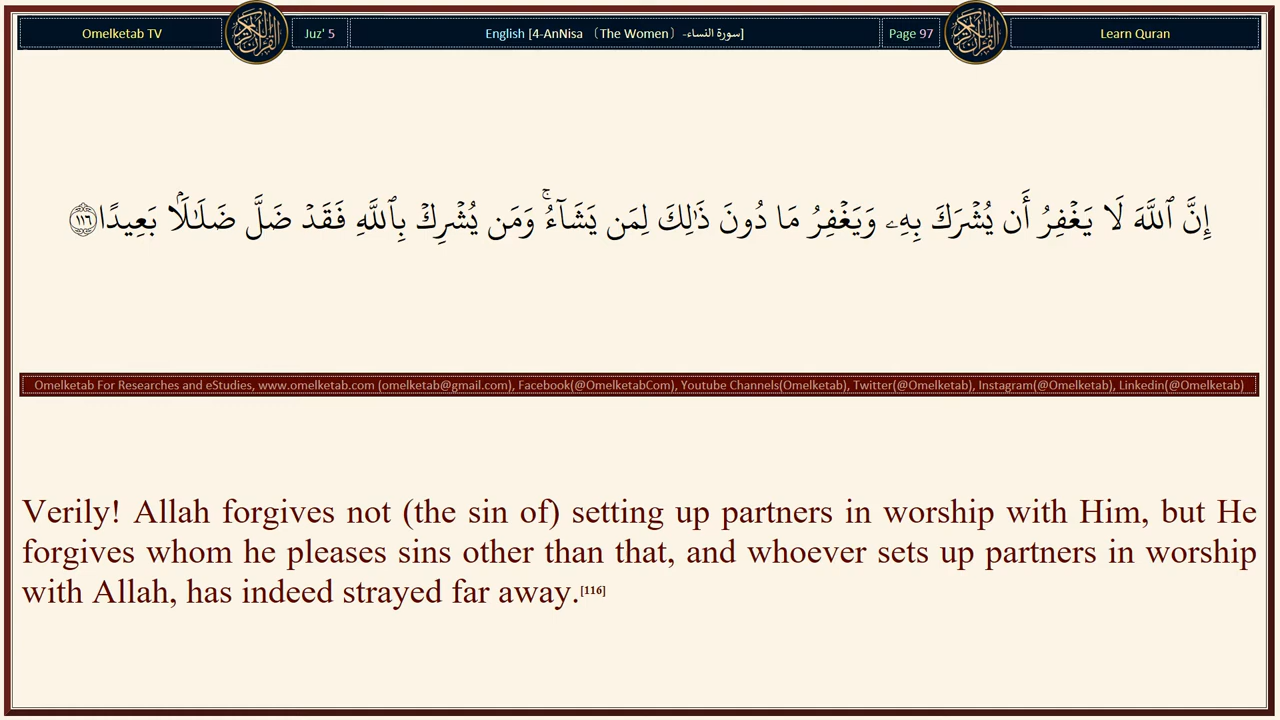 Omelketab TV
Juz' 5
English [4-AnNisa （The Women）-سورة النساء]
Page 97
Learn Quran
إِنَّ ٱللَّهَ لَا يَغۡفِرُ أَن يُشۡرَكَ بِهِۦ وَيَغۡفِرُ مَا دُونَ ذَٰلِكَ لِمَن يَشَآءُۚ وَمَن يُشۡرِكۡ بِٱللَّهِ فَقَدۡ ضَلَّ ضَلَٰلَۢا بَعِيدًا ١١٦
Omelketab For Researches and eStudies, www.omelketab.com (omelketab@gmail.com), Facebook(@OmelketabCom), Youtube Channels(Omelketab), Twitter(@Omelketab), Instagram(@Omelketab), Linkedin(@Omelketab)
Verily! Allah forgives not (the sin of) setting up partners in worship with Him, but He
forgives whom he pleases sins other than that, and whoever sets up partners in worship
with Allah, has indeed strayed far away.[116]